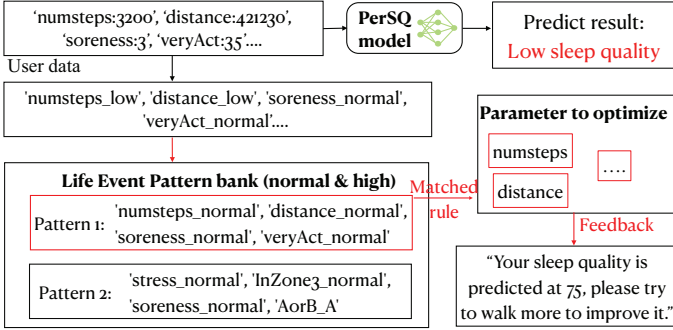 'numsteps:3200', 'distance:421230',
'soreness:3', 'veryAct:35'....
PerSQ
model
Predict result:
Low sleep quality
User data
'numsteps_low', 'distance_low', 'soreness_normal',
'veryAct_normal'....
Life Event Pattern bank (normal & high)
Pattern 1:
'numsteps_normal', 'distance_normal',
'soreness_normal', 'veryAct_normal'
Pattern 2:
'stress_normal', 'InZone3_normal',
'soreness_normal', 'AorB_A'
Matched
rule
Parameter to optimize
numsteps
....
distance
Feedback
“Your sleep quality is
predicted at 75, please try
to walk more to improve it.”